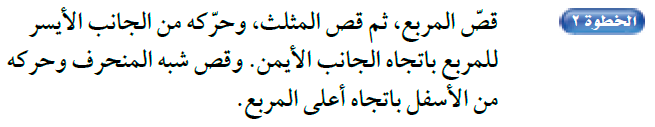 الخطوة ٢
قصّ المربع، ثم قص المثلث، وحرّكه من الجانب الأيسر
للمربع باتجاه الجانب الأيمن. وقص شبه المنحرف وحركه
من الأسفل باتجاه أعلى المربع.